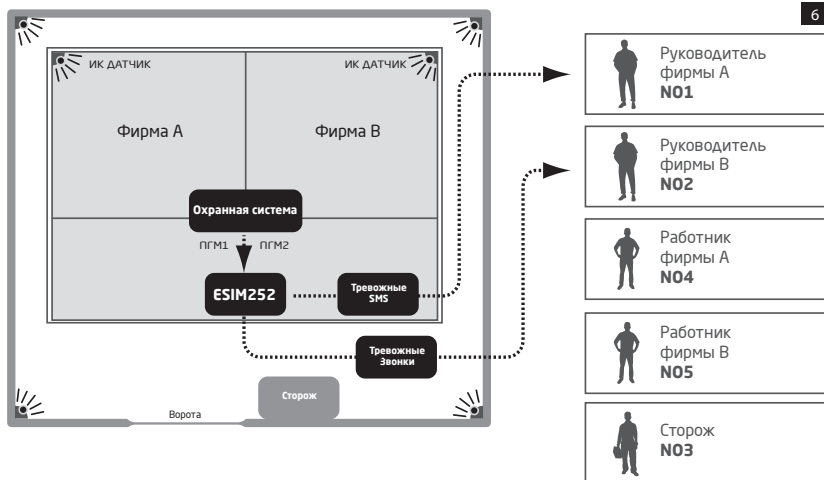 6
ИК ДАТЧИК
ИК ДАТЧИК
Фирма А
Фирма В
Охранная система
ПГМ1
ПГМ2
ESIM252
Тревожные
SMS
Тревожные
Звонки
Сторож
Ворота
Руководитель
фирмы А
NO1
Руководитель
фирмы В
NO2
Работник
фирмы А
NO4
Работник
фирмы В
NO5
Сторож
NO3